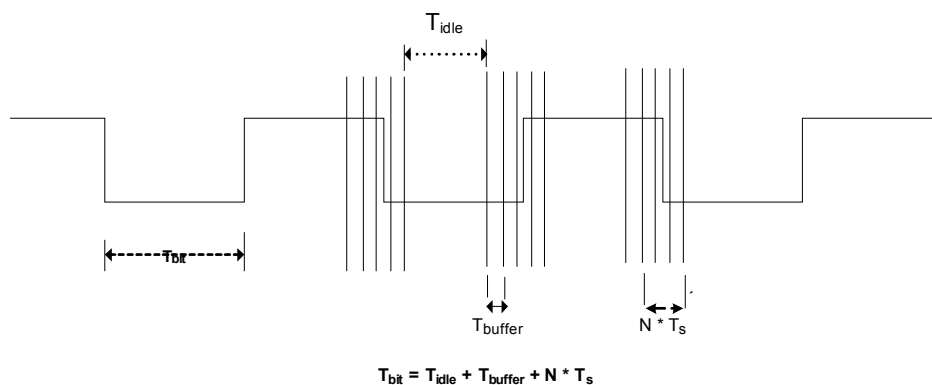 T_idle
T_bit
T_buffer
N * T_s
T_bit = T_idle + T_buffer + N * T_s